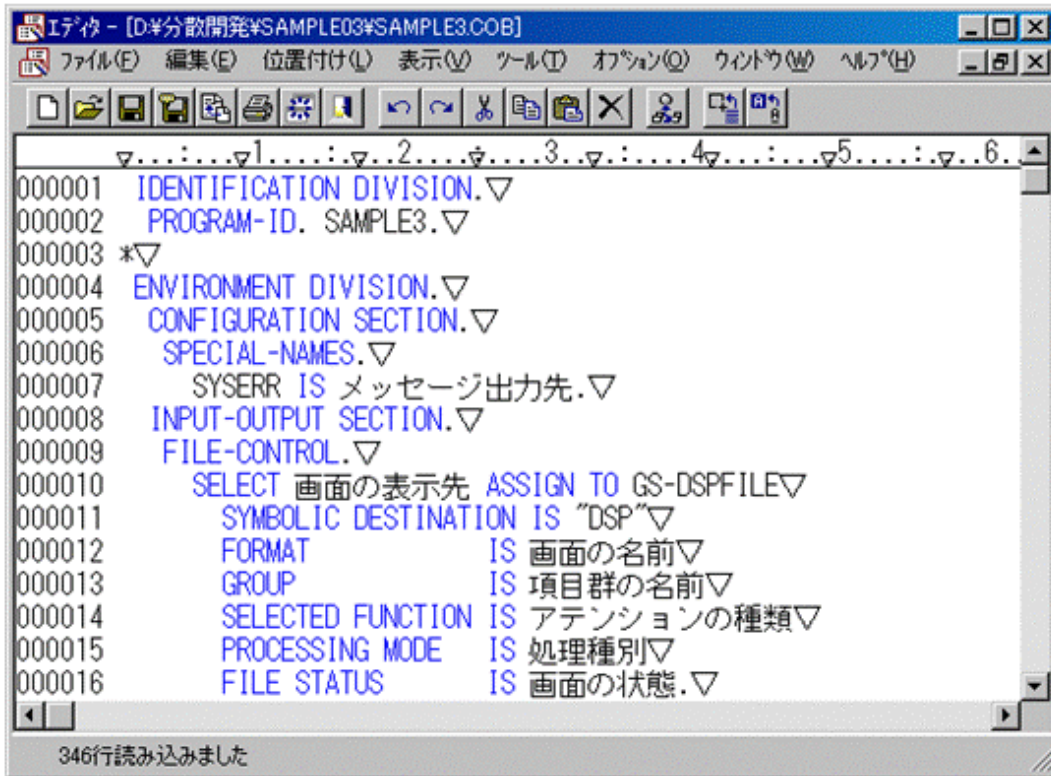 エディタ - [D:¥分散開発¥SAMPLE03¥SAMPLE3.COB]
ファイル(F) 編集(E) 位置付け(L) 表示(V) ツール(T) オプション(O) ウィンドウ(W) ヘルプ(H)
▽...:...▽1....:.▽..2....▽....3..▽.:....4▽...:...▽5....:.▽..6..
000001 IDENTIFICATION DIVISION.▽
000002 PROGRAM-ID. SAMPLE3.▽
000003 *▽
000004 ENVIRONMENT DIVISION.▽
000005 CONFIGURATION SECTION.▽
000006 SPECIAL-NAMES.▽
000007 SYSERR IS メッセージ出力先.▽
000008 INPUT-OUTPUT SECTION.▽
000009 FILE-CONTROL.▽
000010 SELECT 画面の表示先 ASSIGN TO GS-DSPFILE▽
000011 SYMBOLIC DESTINATION IS "DSP"▽
000012 FORMAT IS 画面の名前▽
000013 GROUP IS 項目群の名前▽
000014 SELECTED FUNCTION IS アテンションの種類▽
000015 PROCESSING MODE IS 処理種別▽
000016 FILE STATUS IS 画面の状態.▽
346行読み込みました